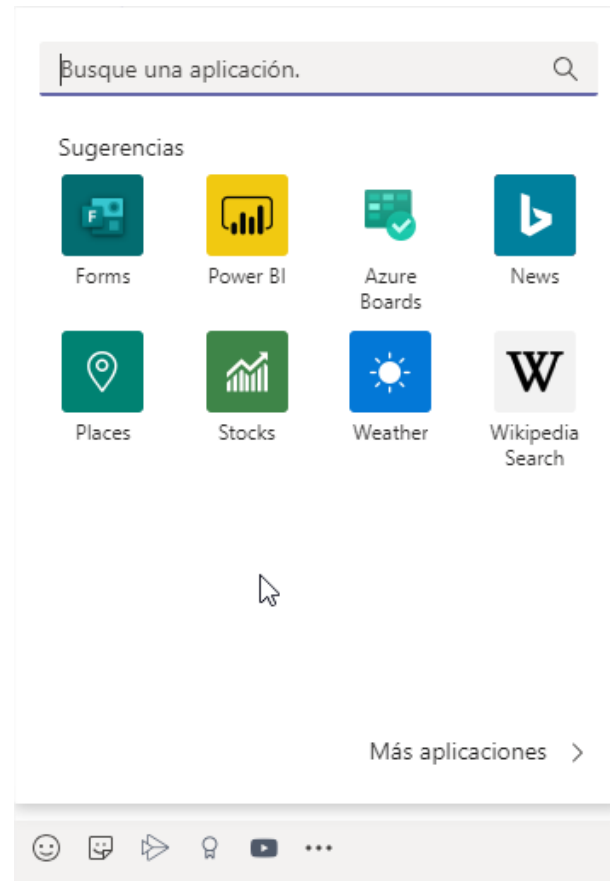 Busque una aplicación.
Sugerencias
F
Forms
Power BI
Azure
Boards
News
Places
Stocks
Weather
W
Wikipedia
Search
Más aplicaciones